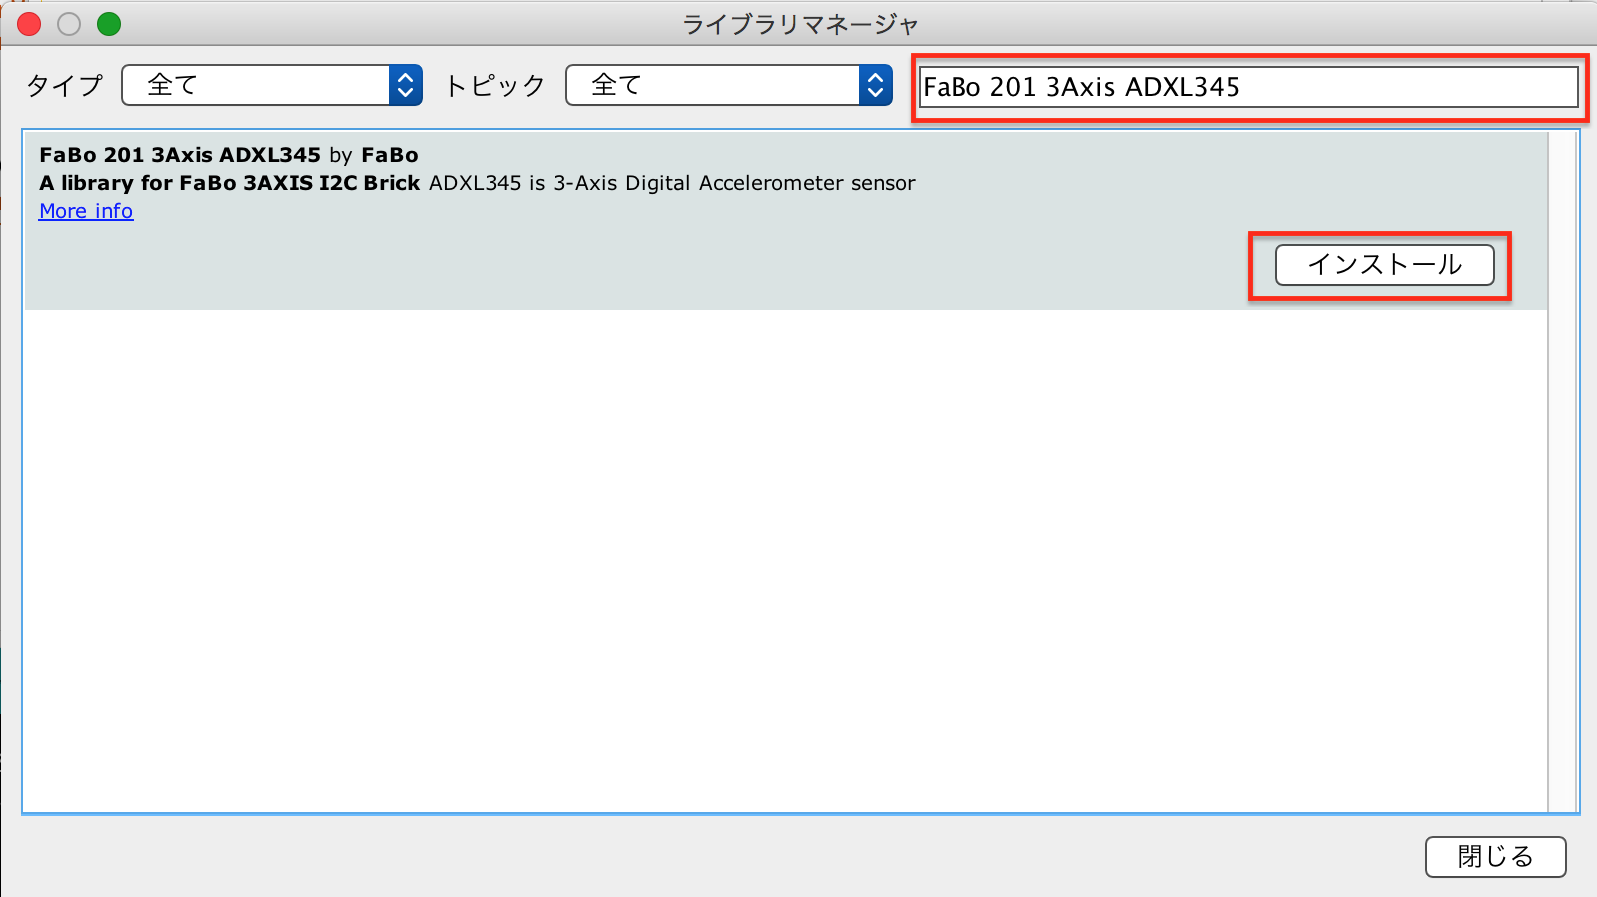 ライブラリマネージャ
タイプ 全て トピック 全て FaBo 201 3Axis ADXL345
FaBo 201 3Axis ADXL345 by FaBo
A library for FaBo 3AXIS I2C Brick ADXL345 is 3-Axis Digital Accelerometer sensor
More info
インストール
閉じる